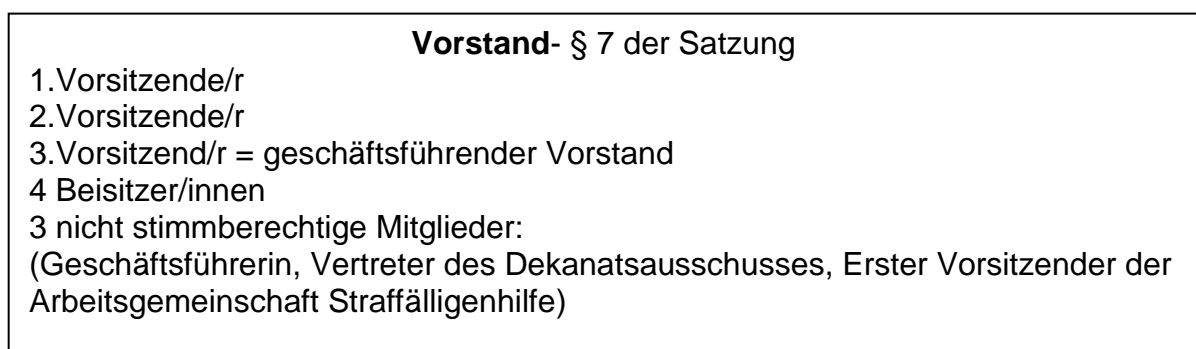 Vorstand- § 7 der Satzung
1.Vorsitzende/r
2.Vorsitzende/r
3.Vorsitzend/r = geschäftsführender Vorstand
4 Beisitzer/innen
3 nicht stimmberechtige Mitglieder:
(Geschäftsführerin, Vertreter des Dekanatsausschusses, Erster Vorsitzender der
Arbeitsgemeinschaft Straffälligenhilfe)